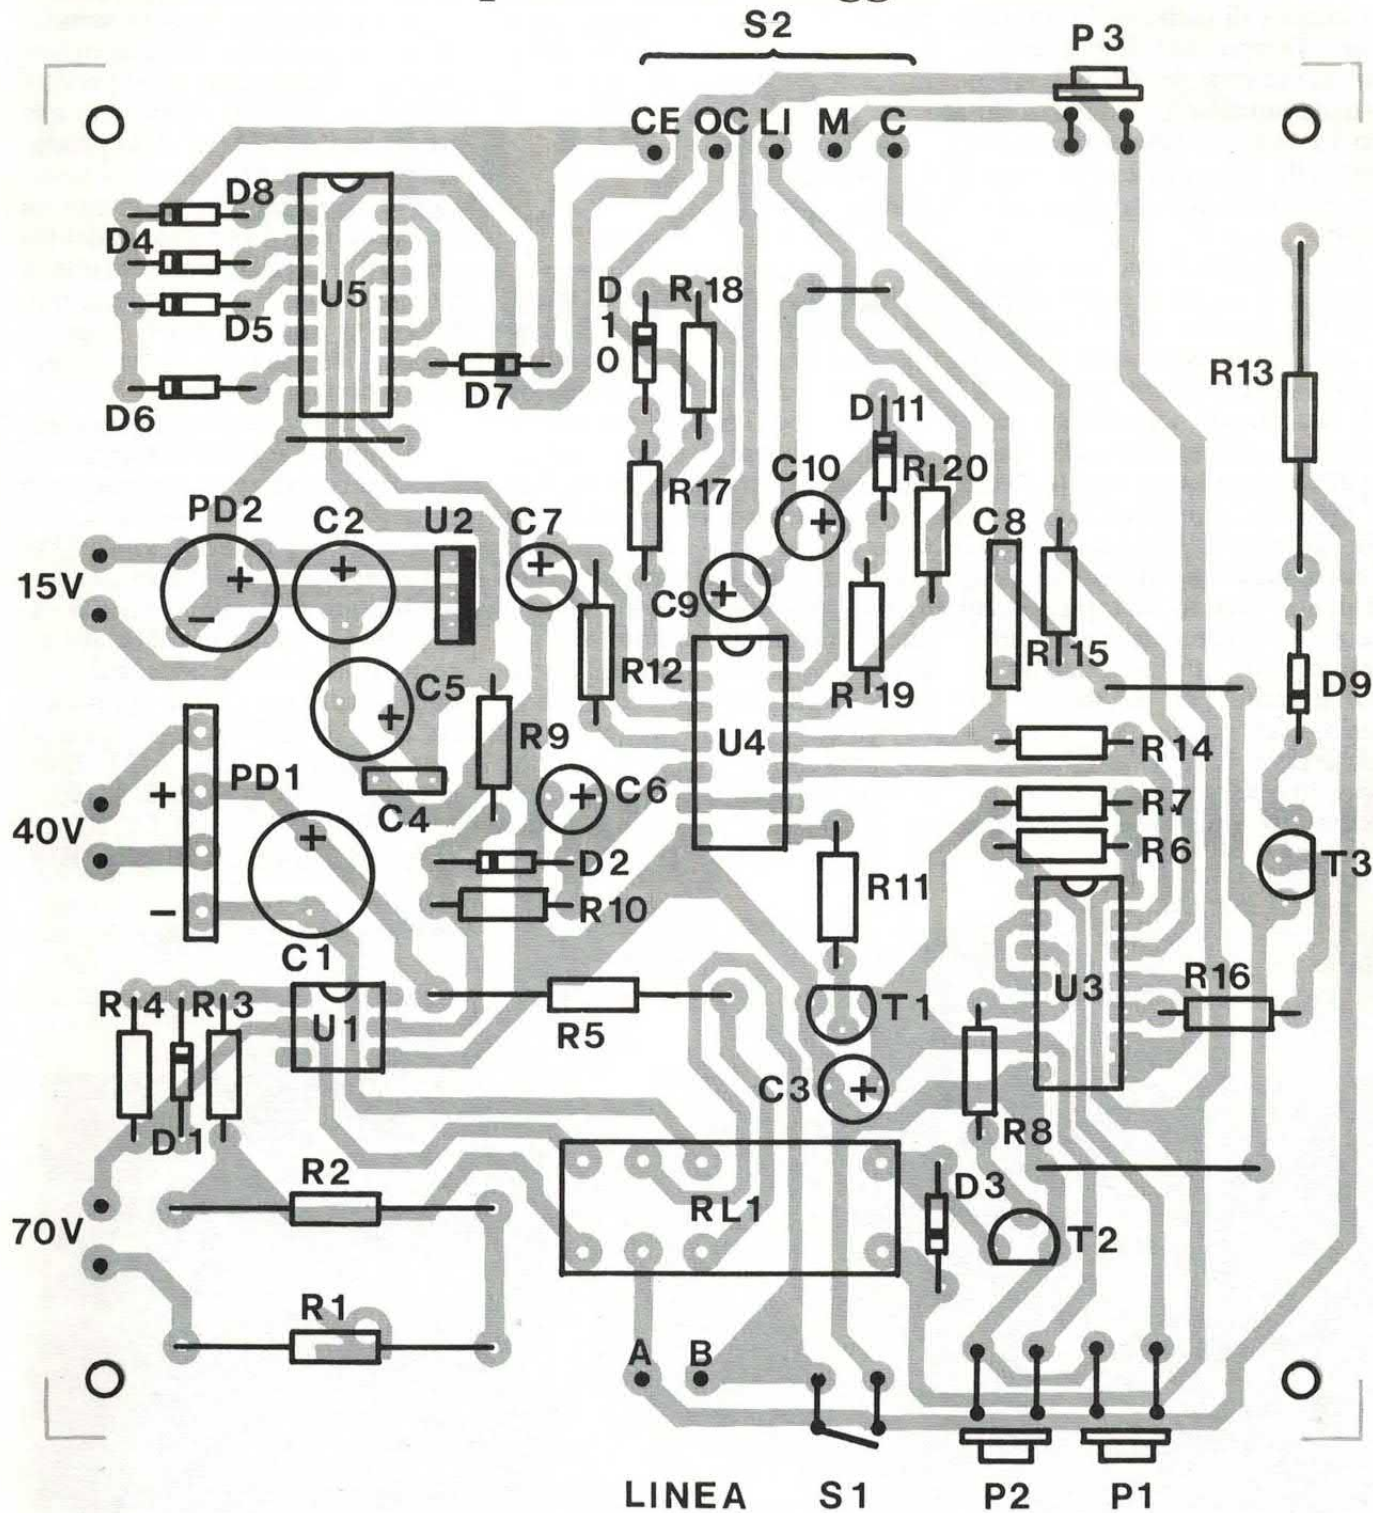 S2
P3
CE OC LI M C
D8
D4
U5
D5
D6
D7
D10
R18
R13
D11
C10
R20
R17
PD2
C2
U2
C7
C8
15V
+
-
+
+
+
+
C9
+
R12
R15
R19
D9
C5
+
R9
U4
R14
PD1
+
C6
+
R7
40V
C4
+
R6
D2
T3
R10
R11
-
C1
R4
R3
U1
R5
T1
U3
R16
C3
+
D1
R8
R2
D3
RL1
T2
70V
R1
A B
LINEA S1 P2 P1